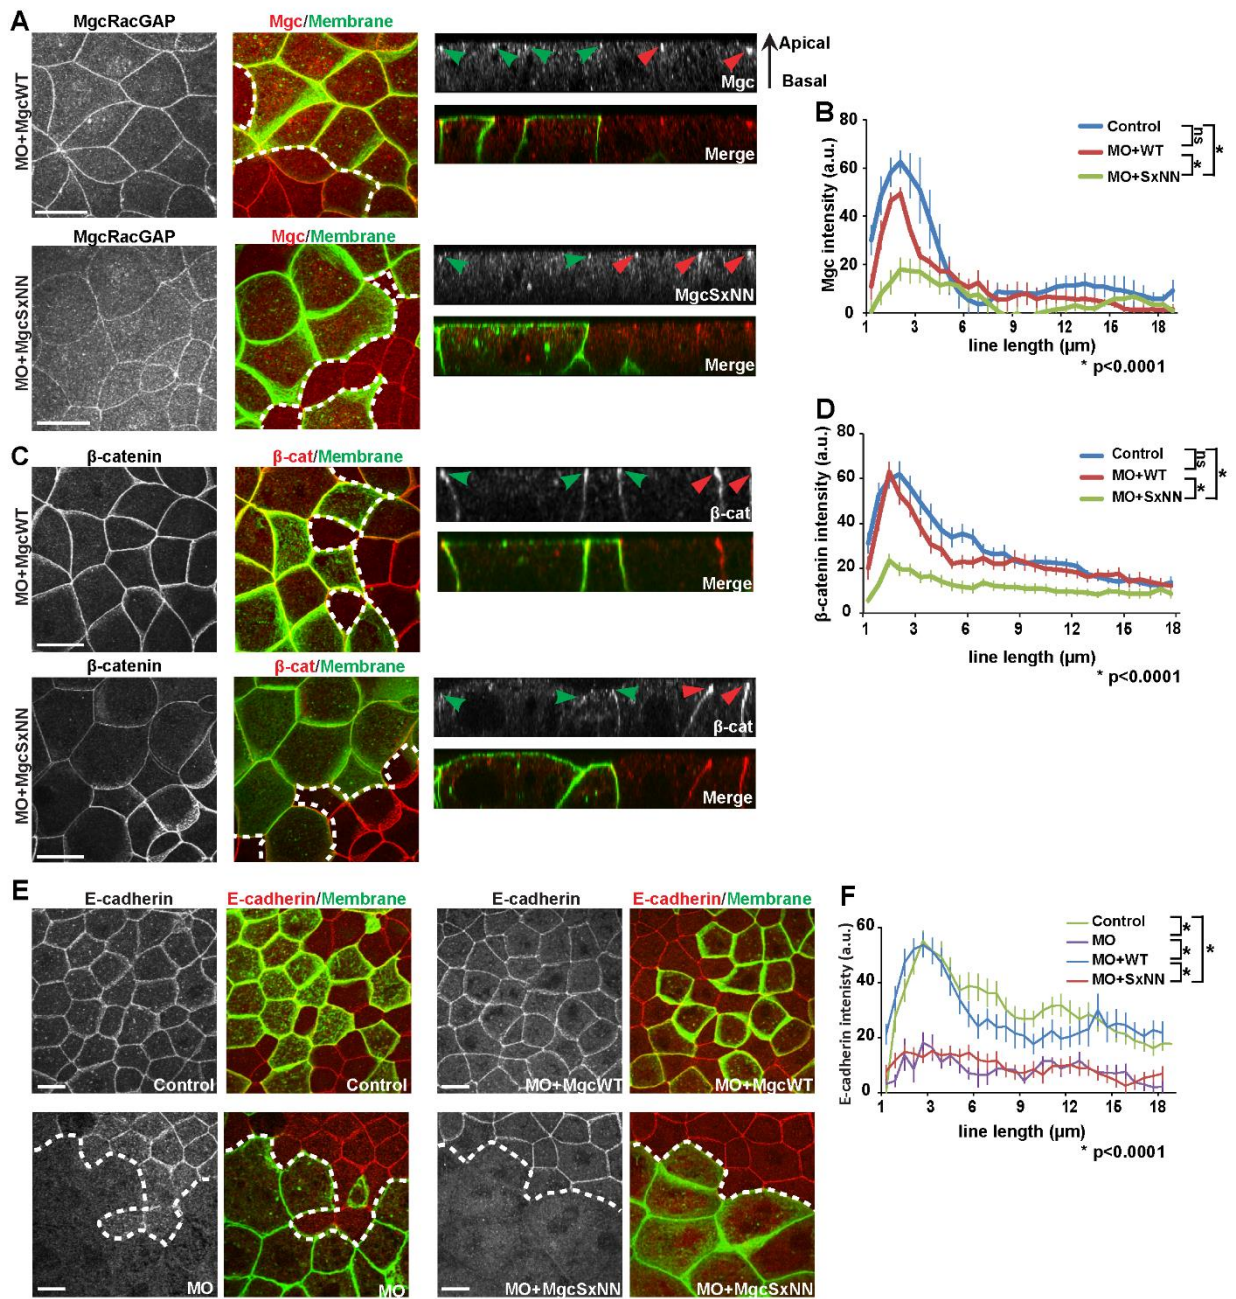 A
MgcRacGAP
Mgc/Membrane
MO+MgcWT
Mgc
Merge
Apical
Basal
MgcRacGAP
Mgc/Membrane
MO+MgcSxNN
MgcSxNN
Merge
B
Mgc intensity (a.u.)
80
60
40
20
0
1 3 6 9 12 15 18
line length (µm)
* p<0.0001
Control
MO+WT
MO+SxNN
ns
*
*
C
β-catenin
β-cat/Membrane
MO+MgcWT
β-cat
Merge
β-catenin
β-cat/Membrane
MO+MgcSxNN
β-cat
Merge
D
β-catenin intensity (a.u.)
80
60
40
20
0
1 3 6 9 12 15 18
line length (µm)
* p<0.0001
Control
MO+WT
MO+SxNN
ns
*
*
E
E-cadherin
E-cadherin/Membrane
E-cadherin
E-cadherin/Membrane
Control
Control
MO+MgcWT
MO+MgcWT
MO
MO
MO+MgcSxNN
MO+MgcSxNN
F
E-cadherin intenisty (a.u.)
60
40
20
0
1 3 6 9 12 15 18
line length (µm)
* p<0.0001
Control
MO
MO+WT
MO+SxNN
*
*
*
*